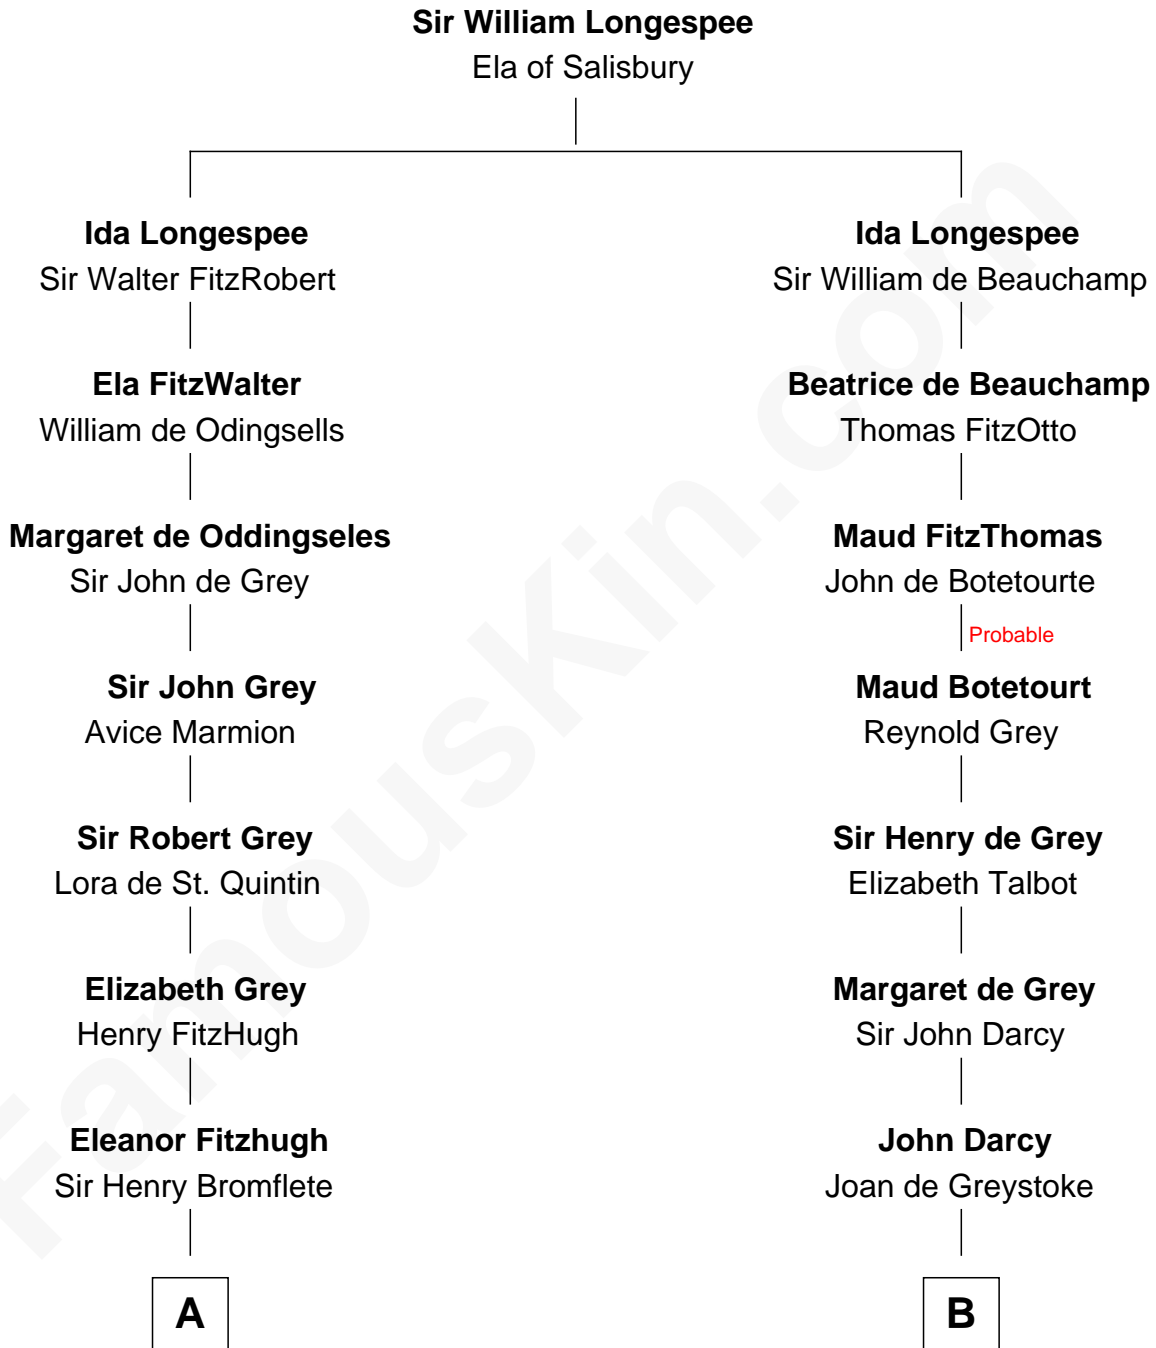 Sir William Longespee
Ela of Salisbury
Ida Longespee
Sir Walter FitzRobert
Ela FitzWalter
William de Odingsells
Margaret de Oddingseles
Sir John de Grey
Sir John Grey
Avice Marmion
Sir Robert Grey
Lora de St. Quintin
Elizabeth Grey
Henry FitzHugh
Eleanor Fitzhugh
Sir Henry Bromflete
A
Ida Longespee
Sir William de Beauchamp
Beatrice de Beauchamp
Thomas FitzOtto
Maud FitzThomas
John de Botetourte
Probable
Maud Botetourt
Reynold Grey
Sir Henry de Grey
Elizabeth Talbot
Margaret de Grey
Sir John Darcy
John Darcy
Joan de Greystoke
B
FamousKin.com